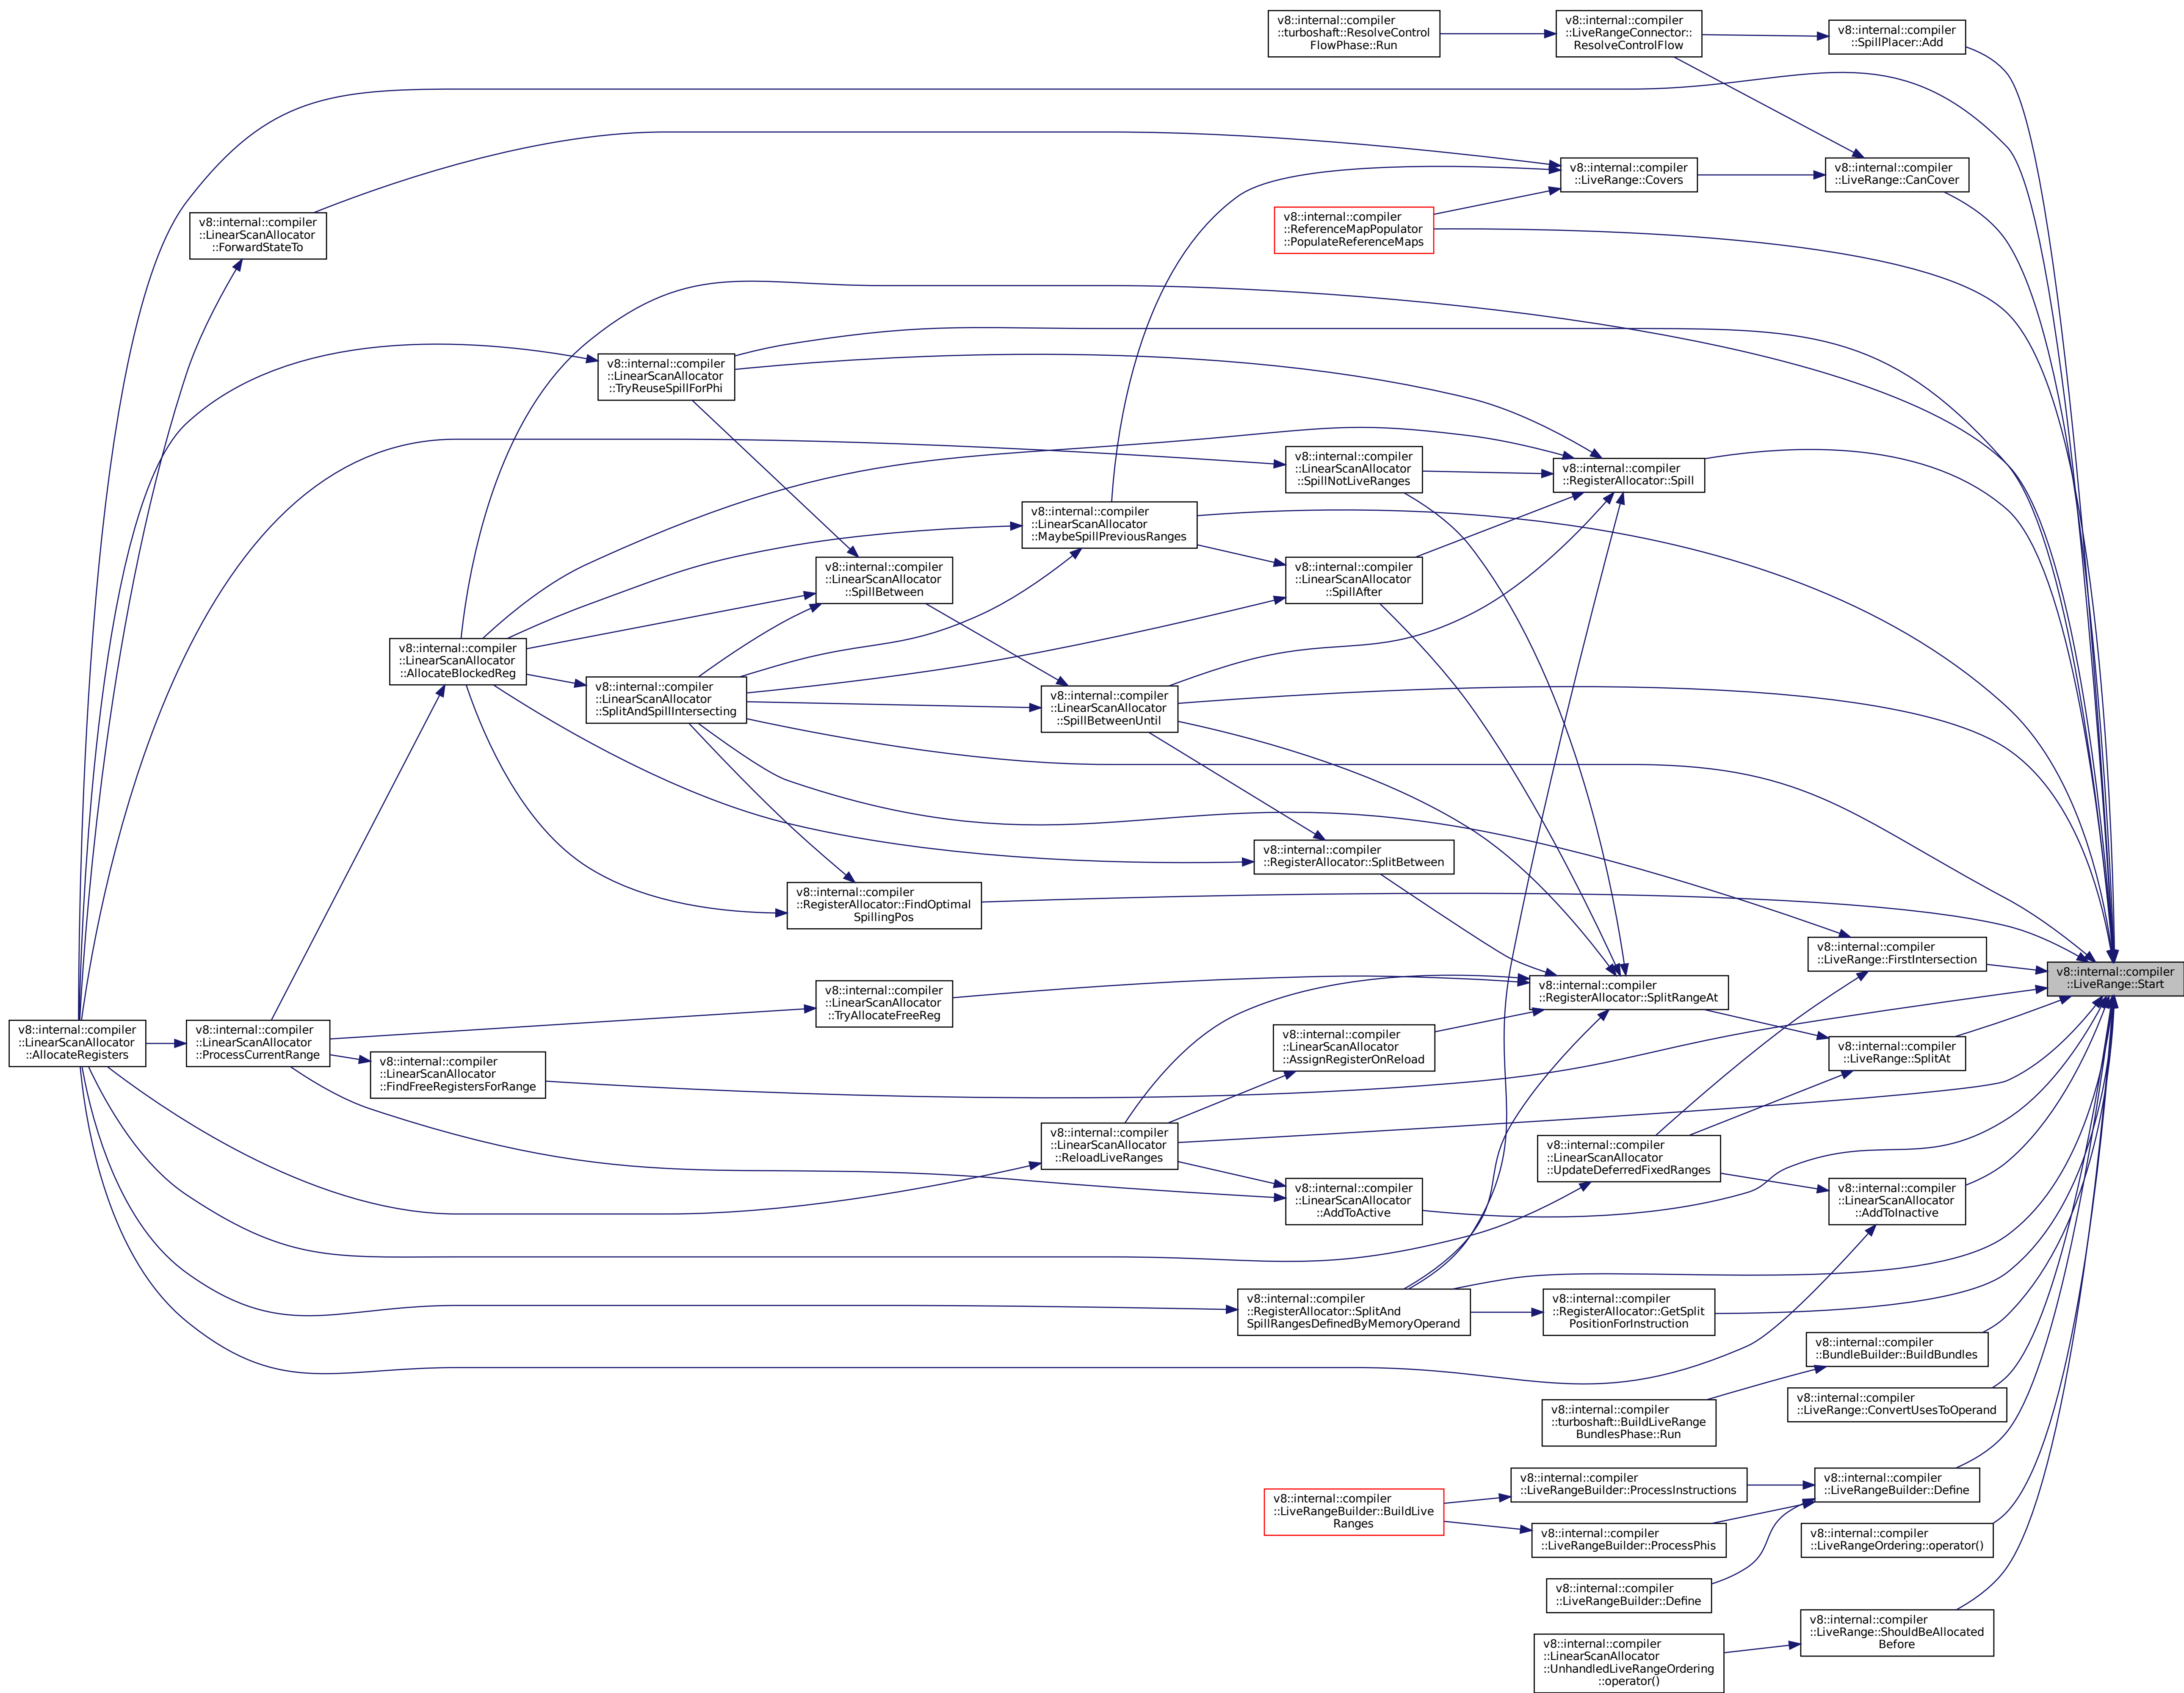 v8::internal::compiler
::turboshaft::ResolveControl
FlowPhase::Run
v8::internal::compiler
::LiveRangeConnector::
ResolveControlFlow
v8::internal::compiler
::SpillPlacer::Add
v8::internal::compiler
::LiveRange::Covers
v8::internal::compiler
::LiveRange::CanCover
v8::internal::compiler
::ReferenceMapPopulator
::PopulateReferenceMaps
v8::internal::compiler
::LinearScanAllocator
::ForwardStateTo
v8::internal::compiler
::LinearScanAllocator
::TryReuseSpillForPhi
v8::internal::compiler
::LinearScanAllocator
::SpillNotLiveRanges
v8::internal::compiler
::RegisterAllocator::Spill
v8::internal::compiler
::LinearScanAllocator
::MaybeSpillPreviousRanges
v8::internal::compiler
::LinearScanAllocator
::SpillBetween
v8::internal::compiler
::LinearScanAllocator
::SpillAfter
v8::internal::compiler
::LinearScanAllocator
::AllocateBlockedReg
v8::internal::compiler
::LinearScanAllocator
::SplitAndSpillIntersecting
v8::internal::compiler
::LinearScanAllocator
::SpillBetweenUntil
v8::internal::compiler
::RegisterAllocator::SplitBetween
v8::internal::compiler
::RegisterAllocator::FindOptimal
SpillingPos
v8::internal::compiler
::LiveRange::FirstIntersection
v8::internal::compiler
::LiveRange::Start
v8::internal::compiler
::LinearScanAllocator
::TryAllocateFreeReg
v8::internal::compiler
::RegisterAllocator::SplitRangeAt
v8::internal::compiler
::LinearScanAllocator
::AllocateRegisters
v8::internal::compiler
::LinearScanAllocator
::ProcessCurrentRange
v8::internal::compiler
::LinearScanAllocator
::FindFreeRegistersForRange
v8::internal::compiler
::LinearScanAllocator
::AssignRegisterOnReload
v8::internal::compiler
::LiveRange::SplitAt
v8::internal::compiler
::LinearScanAllocator
::ReloadLiveRanges
v8::internal::compiler
::LinearScanAllocator
::UpdateDeferredFixedRanges
v8::internal::compiler
::LinearScanAllocator
::AddToActive
v8::internal::compiler
::LinearScanAllocator
::AddToInactive
v8::internal::compiler
::RegisterAllocator::SplitAnd
SpillRangesDefinedByMemoryOperand
v8::internal::compiler
::RegisterAllocator::GetSplit
PositionForInstruction
v8::internal::compiler
::BundleBuilder::BuildBundles
v8::internal::compiler
::LiveRange::ConvertUsesToOperand
v8::internal::compiler
::turboshaft::BuildLiveRange
BundlesPhase::Run
v8::internal::compiler
::LiveRangeBuilder::ProcessInstructions
v8::internal::compiler
::LiveRangeBuilder::Define
v8::internal::compiler
::LiveRangeBuilder::BuildLive
Ranges
v8::internal::compiler
::LiveRangeBuilder::ProcessPhis
v8::internal::compiler
::LiveRangeOrdering::operator()
v8::internal::compiler
::LiveRangeBuilder::Define
v8::internal::compiler
::LiveRange::ShouldBeAllocated
Before
v8::internal::compiler
::LinearScanAllocator
::UnhandledLiveRangeOrdering
::operator()